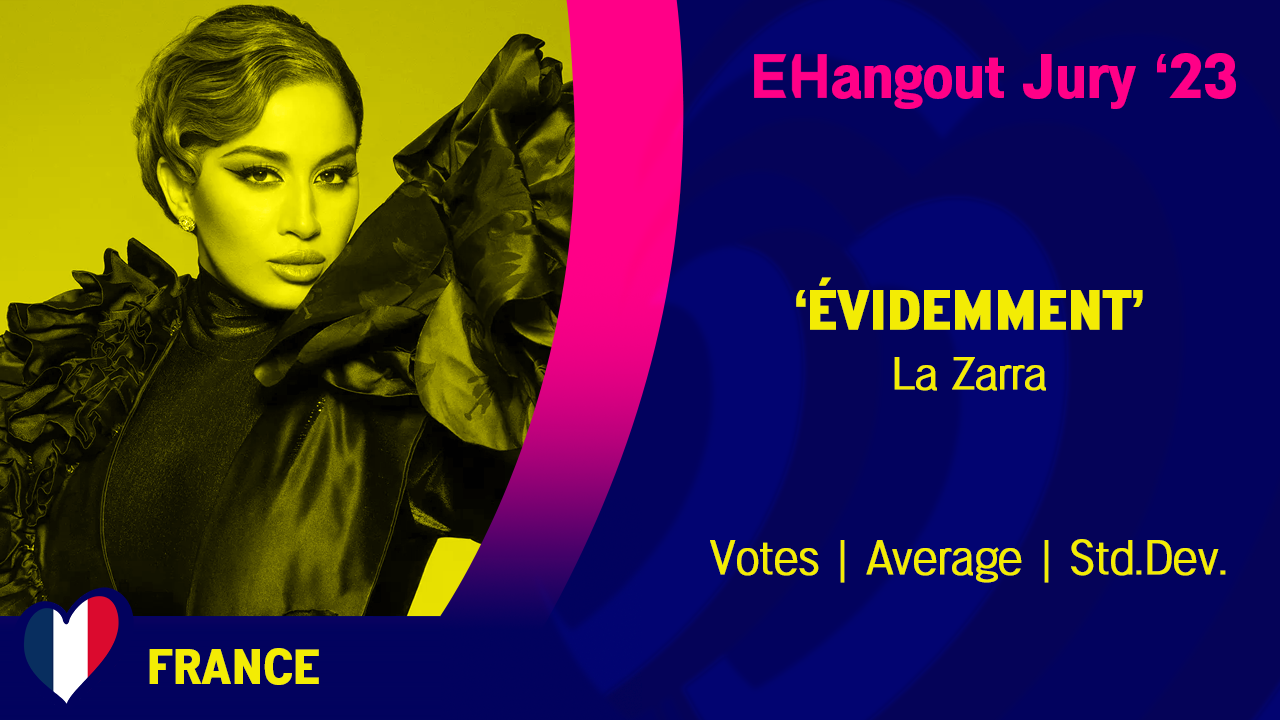 EHangout Jury ‘23
‘ÉVIDEMMENT’
La Zarra
Votes | Average | Std.Dev.
FRANCE